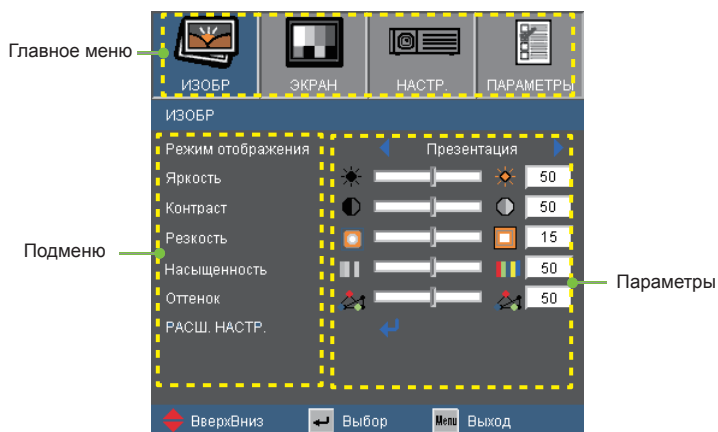 Главное меню
ИЗОБР ЭКРАН НАСТР. ПАРАМЕТРЫ
ИЗОБР
Режим отображения Презентация
Яркость 50
Контраст 50
Резкость 15
Подменю
Насыщенность 50
Параметры
Оттенок 50
РАСШ. НАСТР.
ВверхВниз Выбор Menu Выход